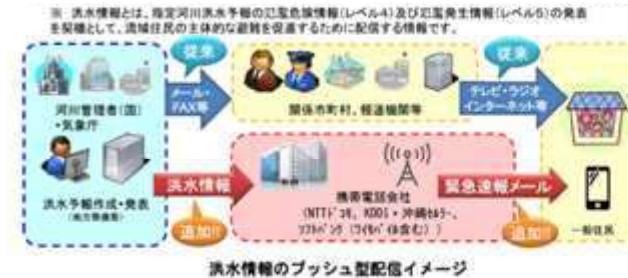 ※ 洪水情報とは、指定河川洪水予報の氾濫危険情報(レベル4)及び氾濫発生情報(レベル5)の発表
を契機として、流域住民の主体的な避難を促進するために配信する情報です。
従来
従来
メール・
FAX等
テレビ・ラジオ
インターネット等
河川管理者(国)
・気象庁
関係市町村、報道機関等
洪水情報
緊急速報メール
洪水予報作成・発表
携帯電話会社
(NTTドコモ、KDDI・沖縄セルラー、
ソフトバンク(ワイモバイル含む))
追加!!
追加!!
一般住民
洪水情報のプッシュ型配信イメージ